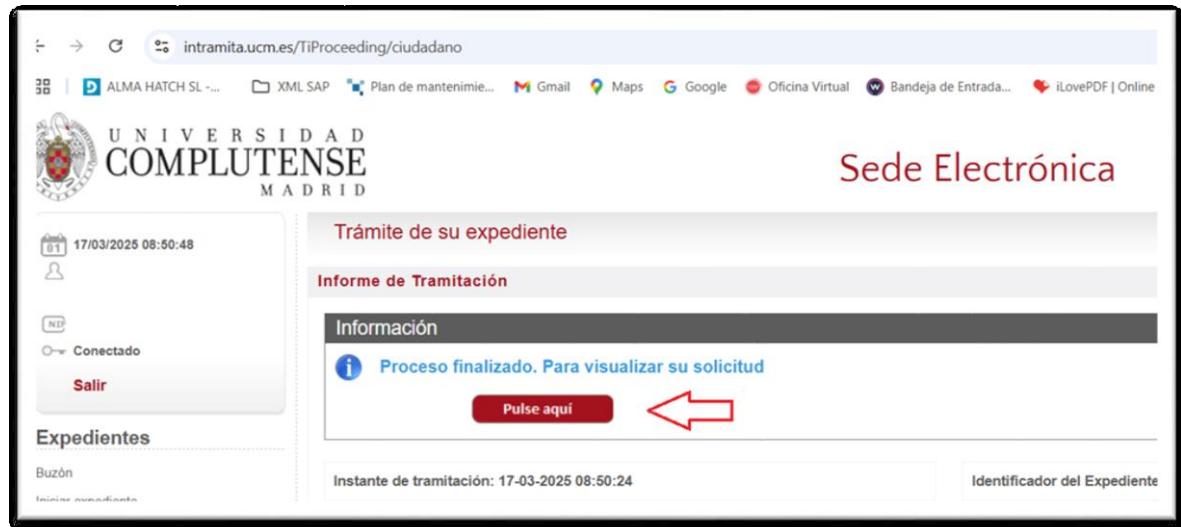 intramita.ucm.es/TiProceeding/ciudadano
ALMA HATCH SL -... XML SAP Plan de mantenimie... Gmail Maps Google Oficina Virtual Bandeja de Entrada... iLovePDF | Online
UNIVERSIDAD
COMPLUTENSE
MADRID
Sede Electrónica
17/03/2025 08:50:48
Trámite de su expediente
Informe de Tramitación
NIF
Conectado
Salir
Información
Proceso finalizado. Para visualizar su solicitud
Pulse aquí
Expedientes
Buzón
Iniciar expediente
Instante de tramitación: 17-03-2025 08:50:24
Identificador del Expediente